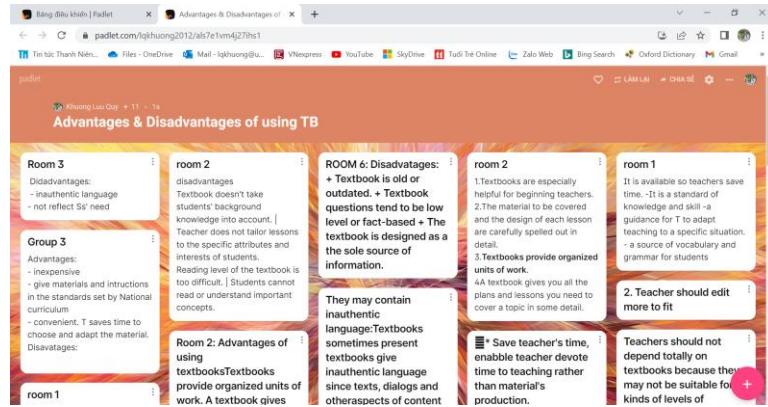 Bảng điều khiển | Padlet
Advantages & Disadvantages of
padlet.com/lqkhuong2012/als7e1vm4j27ihs1
Tin tức Thanh Niên...
Files - OneDrive
Mail - lqkhuong@u...
VNexpress
YouTube
SkyDrive
Tuổi Trẻ Online
Zalo Web
Bing Search
Oxford Dictionary
Gmail
padlet
LÀM LẠI
CHIA SẺ
Khuong Luu Quy + 11 - 1s
Advantages & Disadvantages of using TB
Room 3
Didadvantages:
- inauthentic language
- not reflect Ss' need
Group 3
Advantages:
- inexpensive
- give materials and intructions
in the standards set by National
curriculum
- convenient. T saves time to
choose and adapt the material.
Disavatages:
room 1
room 2
disadvantages
Textbook doesn't take
students' background
knowledge into account. |
Teacher does not tailor lessons
to the specific attributes and
interests of students.
Reading level of the textbook is
too difficult. | Students cannot
read or understand important
concepts.
Room 2: Advantages of
using
textbooksTextbooks
provide organized units of
work. A textbook gives
ROOM 6: Disadvatages:
+ Textbook is old or
outdated. + Textbook
questions tend to be low
level or fact-based + The
textbook is designed as a
the sole source of
information.
They may contain
inauthentic
language:Textbooks
sometimes present
textbooks give
inauthentic language
since texts, dialogs and
otheraspects of content
room 2
1.Textbooks are especially
helpful for beginning teachers.
2.The material to be covered
and the design of each lesson
are carefully spelled out in
detail.
3.Textbooks provide organized
units of work.
4A textbook gives you all the
plans and lessons you need to
cover a topic in some detail.
* Save teacher's time,
enable teacher devote
time to teaching rather
than material's
production.
room 1
It is available so teachers save
time. -It is a standard of
knowledge and skill -a
guidance for T to adapt
teaching to a specific situation.
- a source of vocabulary and
grammar for students
2. Teacher should edit
more to fit
Teachers should not
depend totally on
textbooks because they
may not be suitable for
kinds of levels of